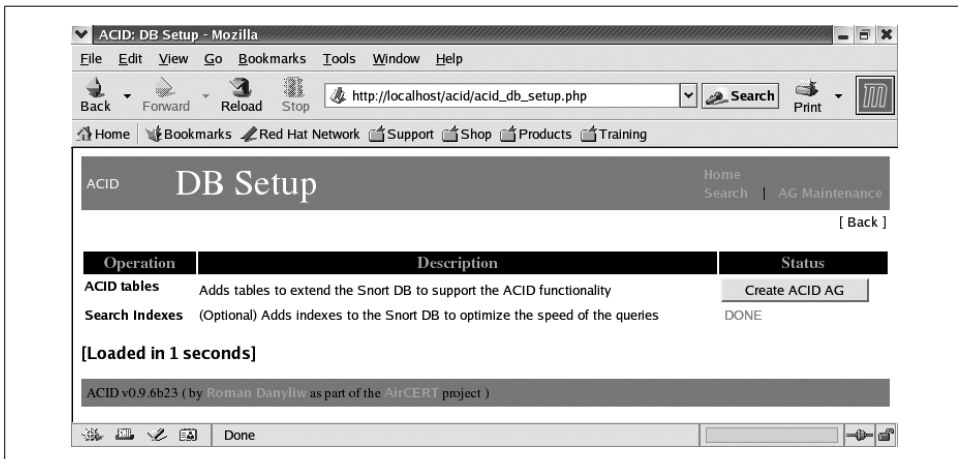 ACID: DB Setup - Mozilla
File Edit View Go Bookmarks Tools Window Help
Back Forward Reload Stop http://localhost/acid/acid_db_setup.php Search Print
Home Bookmarks Red Hat Network Support Shop Products Training
ACID DB Setup
Home
Search | AG Maintenance
[ Back ]
Operation Description Status
ACID tables Adds tables to extend the Snort DB to support the ACID functionality Create ACID AG
Search Indexes (Optional) Adds indexes to the Snort DB to optimize the speed of the queries DONE
[Loaded in 1 seconds]
ACID v0.9.6b23 ( by Roman Danyliw as part of the AirCERT project )
Done